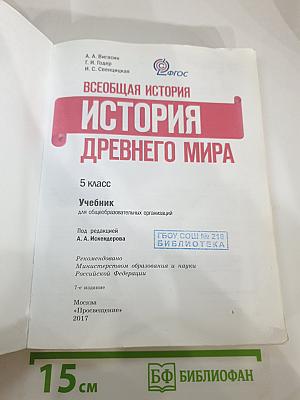 А. А. Вигасин
Г. И. Годер
И. С. Свенцицкая
ФГОС
ВСЕОБЩАЯ ИСТОРИЯ
ИСТОРИЯ
ДРЕВНЕГО МИРА
5 класс
Учебник
для общеобразовательных организаций
Под редакцией
А. А. Искендерова
ГБОУ СОШ № 218
БИБЛИОТЕКА
Рекомендовано
Министерством образования и науки
Российской Федерации
7-е издание
Москва
«Просвещение»
2017
15 см
БФ БИБЛИОФАН